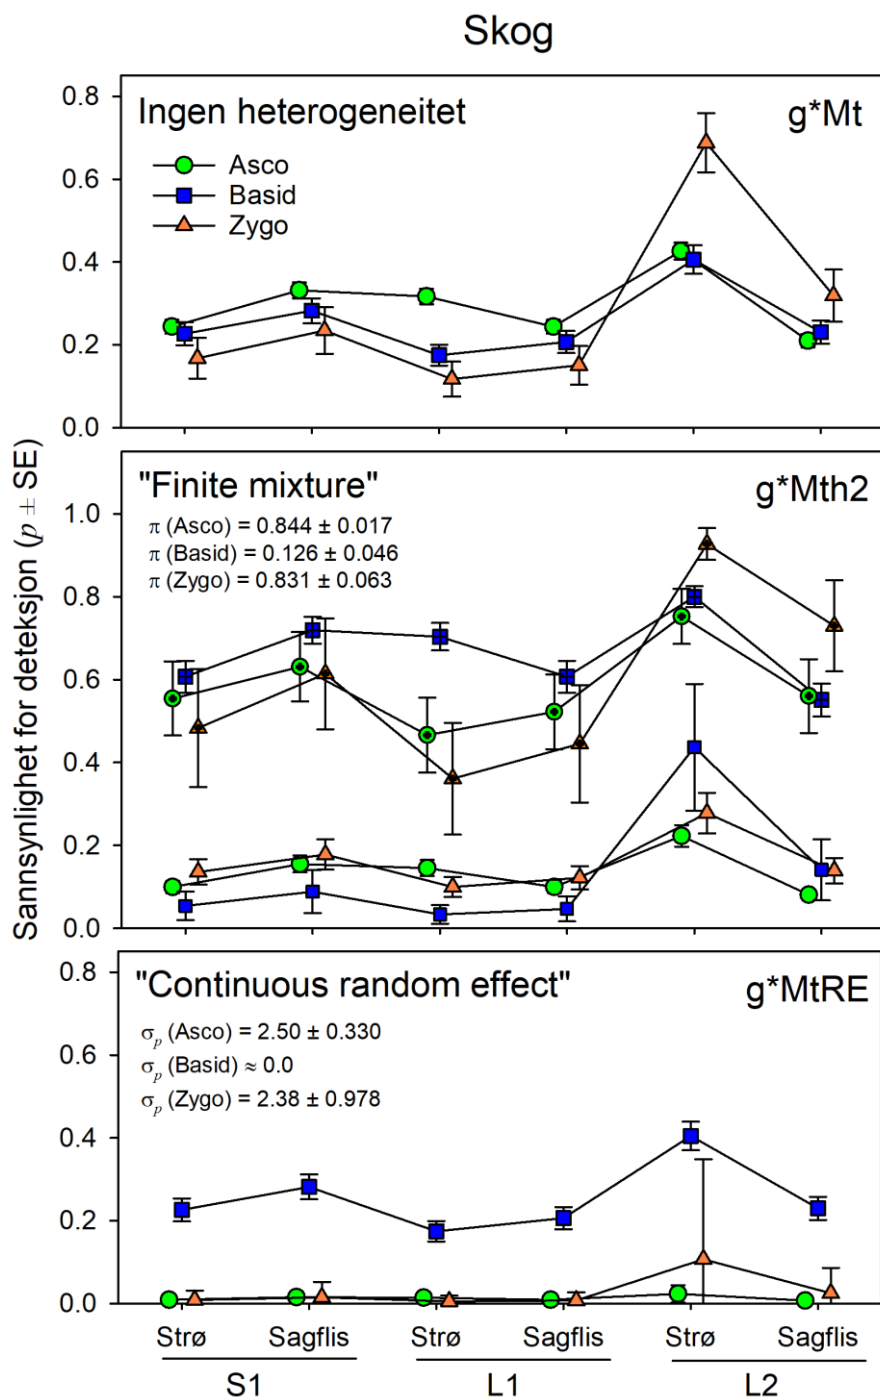 Skog
Ingen heterogeneitet
g*Mt
Asco
Basid
Zygo
0.8
0.6
0.4
0.2
0.0
Sannsynlighet for deteksjon (p ± SE)
"Finite mixture"
g*Mth2
π (Asco) = 0.844 ± 0.017
π (Basid) = 0.126 ± 0.046
π (Zygo) = 0.831 ± 0.063
1.0
0.8
0.6
0.4
0.2
0.0
"Continuous random effect"
g*MtRE
σp (Asco) = 2.50 ± 0.330
σp (Basid) ≈ 0.0
σp (Zygo) = 2.38 ± 0.978
0.8
0.6
0.4
0.2
0.0
Strø Sagflis Strø Sagflis Strø Sagflis
S1 L1 L2